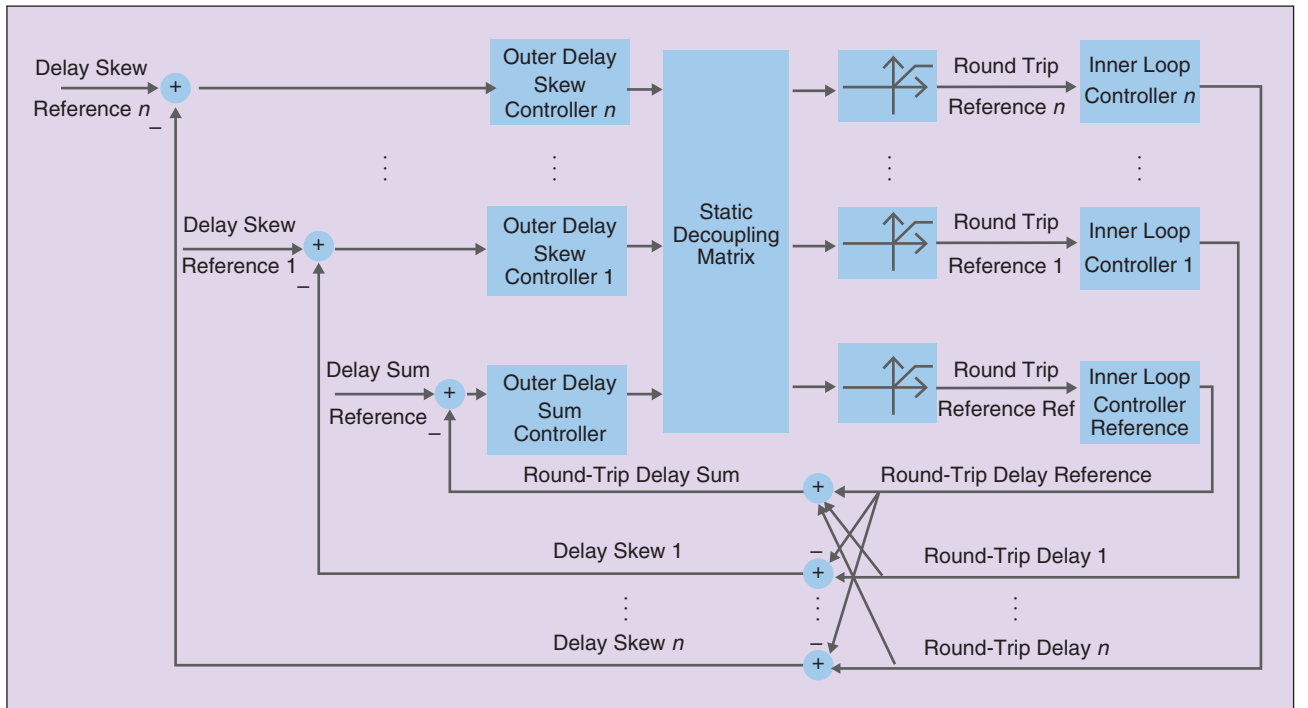 Delay Skew
Reference n
+
–
Outer Delay
Skew
Controller n
Round Trip
Reference n
Inner Loop
Controller n
Delay Skew
Reference 1
+
–
Outer Delay
Skew
Controller 1
Static
Decoupling
Matrix
Round Trip
Reference 1
Inner Loop
Controller 1
Delay Sum
Reference
+
–
Outer Delay
Sum
Controller
Round Trip
Reference Ref
Inner Loop
Controller
Reference
Round-Trip Delay Sum
+
Round-Trip Delay Reference
Delay Skew 1
–
+
Round-Trip Delay 1
Delay Skew n
–
+
Round-Trip Delay n